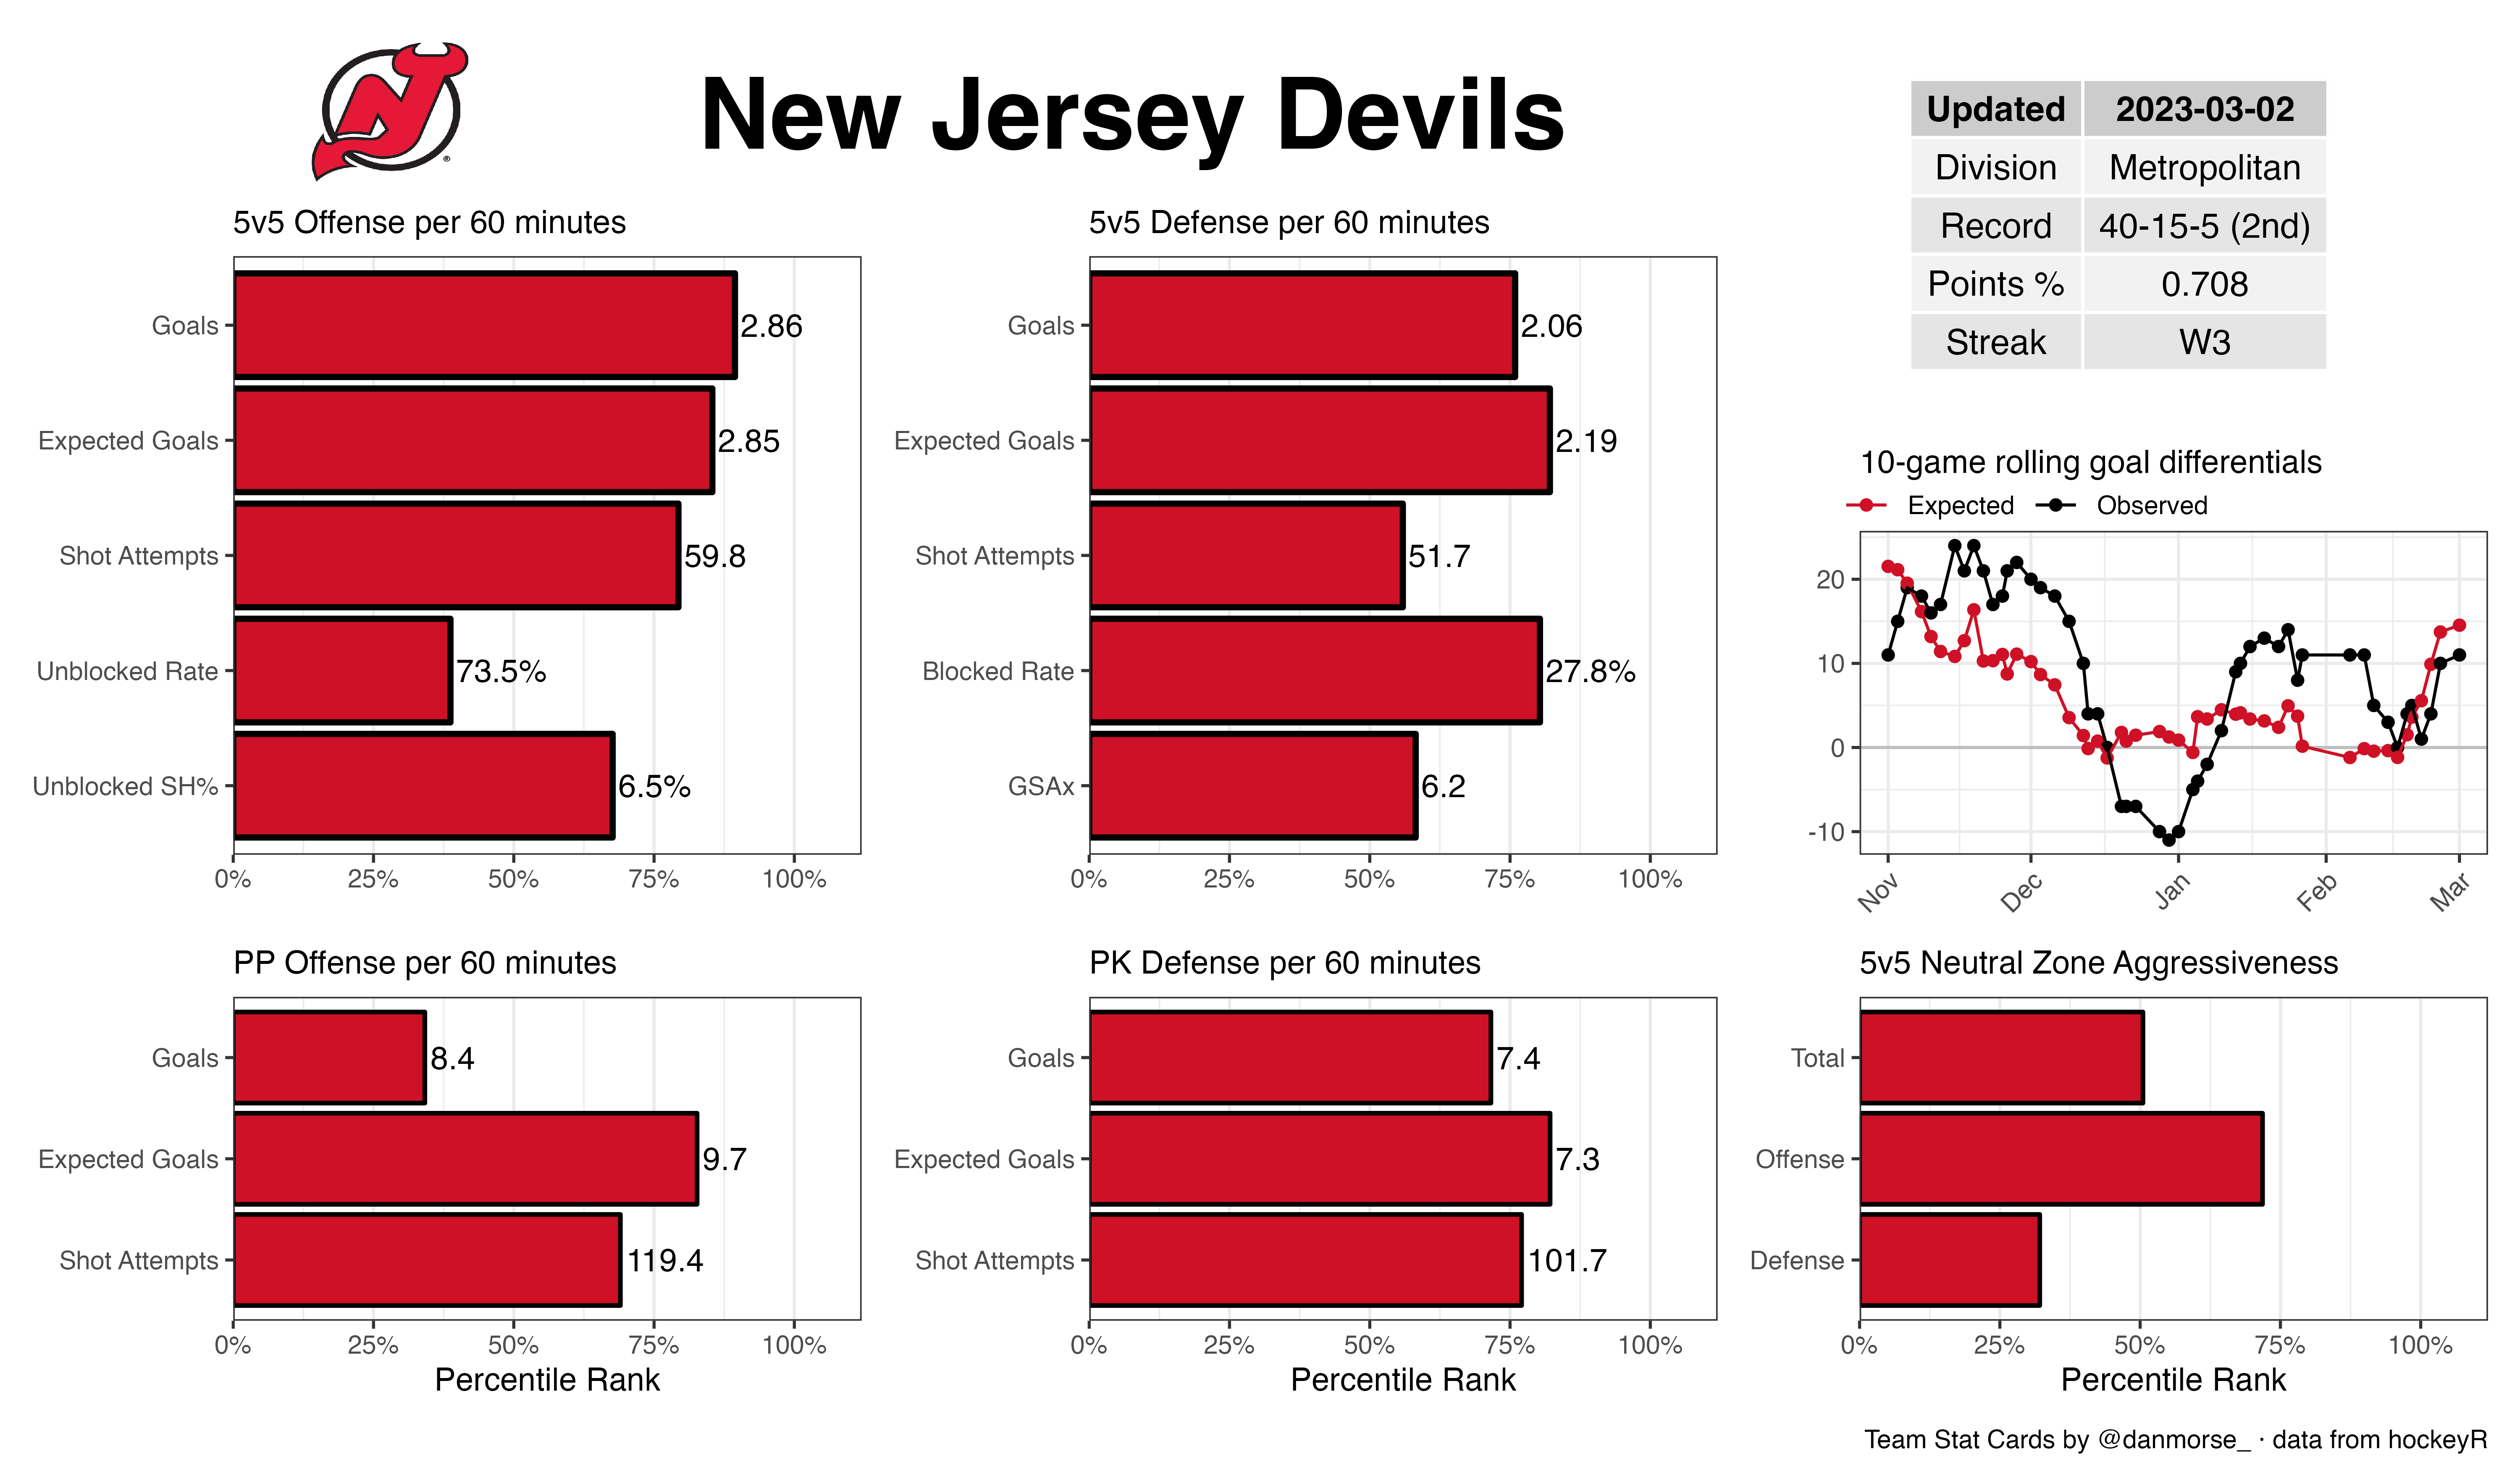 New Jersey Devils
Updated 2023-03-02
Division Metropolitan
Record 40-15-5 (2nd)
Points % 0.708
Streak W3
5v5 Offense per 60 minutes
Goals 2.86
Expected Goals 2.85
Shot Attempts 59.8
Unblocked Rate 73.5%
Unblocked SH% 6.5%
0% 25% 50% 75% 100%
5v5 Defense per 60 minutes
Goals 2.06
Expected Goals 2.19
Shot Attempts 51.7
Blocked Rate 27.8%
GSAx 6.2
0% 25% 50% 75% 100%
10-game rolling goal differentials
Expected Observed
20
10
0
-10
Nov Dec Jan Feb Mar
PP Offense per 60 minutes
Goals 8.4
Expected Goals 9.7
Shot Attempts 119.4
0% 25% 50% 75% 100%
Percentile Rank
PK Defense per 60 minutes
Goals 7.4
Expected Goals 7.3
Shot Attempts 101.7
0% 25% 50% 75% 100%
Percentile Rank
5v5 Neutral Zone Aggressiveness
Total
Offense
Defense
0% 25% 50% 75% 100%
Percentile Rank
Team Stat Cards by @danmorse_ · data from hockeyR